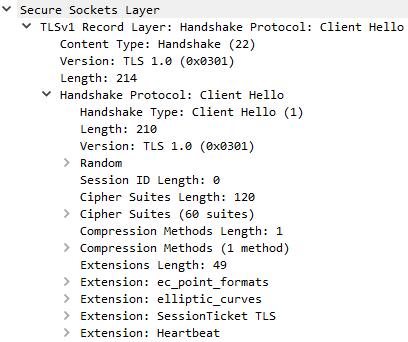 Secure Sockets Layer
TLSv1 Record Layer: Handshake Protocol: Client Hello
Content Type: Handshake (22)
Version: TLS 1.0 (0x0301)
Length: 214
Handshake Protocol: Client Hello
Handshake Type: Client Hello (1)
Length: 210
Version: TLS 1.0 (0x0301)
Random
Session ID Length: 0
Cipher Suites Length: 120
Cipher Suites (60 suites)
Compression Methods Length: 1
Compression Methods (1 method)
Extensions Length: 49
Extension: ec_point_formats
Extension: elliptic_curves
Extension: SessionTicket TLS
Extension: Heartbeat